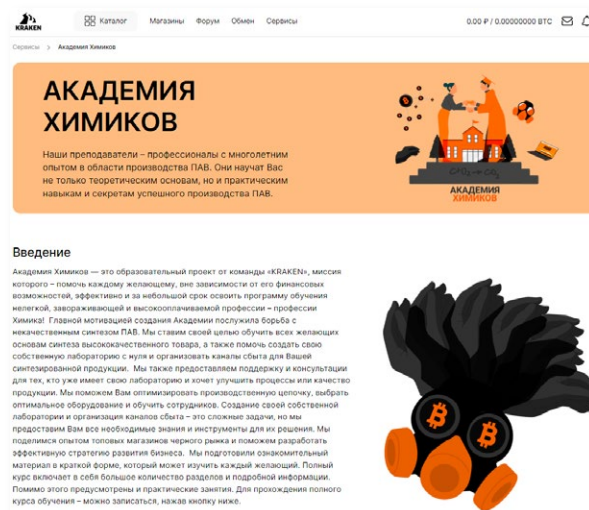 KRAKEN
Каталог
Магазины
Форум
Обмен
Сервисы
0.00 ₽ / 0.00000000 BTC
Сервисы > Академия Химиков
АКАДЕМИЯ
ХИМИКОВ
Наши преподаватели – профессионалы с многолетним
опытом в области производства ПАВ. Они научат Вас
не только теоретическим основам, но и практическим
навыкам и секретам успешного производства ПАВ.
АКАДЕМИЯ
ХИМИКОВ
Введение
Академия Химиков — это образовательный проект от команды «KRAKEN», миссия
которого – помочь каждому желающему, вне зависимости от его финансовых
возможностей, эффективно и за небольшой срок освоить программу обучения
нелегкой, завораживающей и высокооплачиваемой профессии – профессии
Химика! Главной мотивацией создания Академии послужила борьба с
некачественным синтезом ПАВ. Мы ставим своей целью обучить всех желающих
основам синтеза высококачественного товара, а также помочь создать свою
собственную лабораторию с нуля и организовать каналы сбыта для Вашей
синтезированной продукции. Мы также предоставляем поддержку и консультации
для тех, кто уже имеет свою лабораторию и хочет улучшить процессы или качество
продукции. Мы поможем Вам оптимизировать производственную цепочку, выбрать
оптимальное оборудование и обучить сотрудников. Создание своей собственной
лаборатории и организация каналов сбыта – это сложные задачи, но мы
предоставим Вам все необходимые знания и инструменты для их решения. Мы
поделимся опытом топовых магазинов черного рынка и поможем разработать
эффективную стратегию развития бизнеса. Мы подготовили ознакомительный
материал в краткой форме, который может изучить каждый желающий. Полный
курс включает в себя большое количество разделов и подробной информации.
Помимо этого предусмотрены и практические занятия. Для прохождения полного
курса обучения – можно записаться, нажав кнопку ниже.